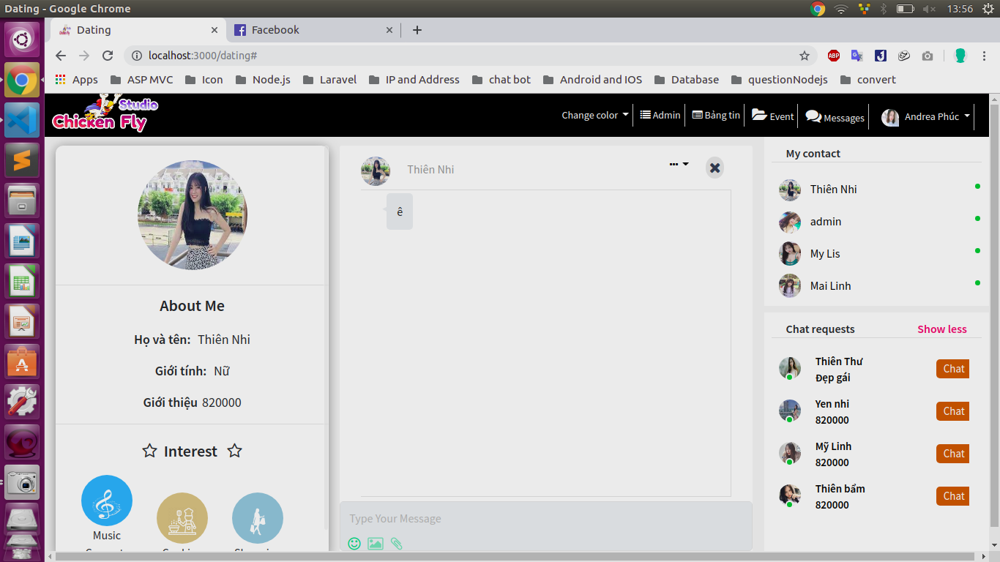 Dating - Google Chrome
13:56
Dating
Facebook
localhost:3000/dating#
ABP
Apps
ASP MVC
Icon
Node.js
Laravel
IP and Address
chat bot
Android and IOS
Database
questionNodejs
convert
Studio
Chicken Fly
Change color
Admin
Bảng tin
Event
Messages
Andrea Phúc
About Me
Họ và tên: Thiên Nhi
Giới tính: Nữ
Giới thiệu 820000
Interest
Music
Thiên Nhi
ê
Type Your Message
My contact
Thiên Nhi
admin
My Lis
Mai Linh
Chat requests
Show less
Thiên Thư
Đẹp gái
Chat
Yen nhi
820000
Chat
Mỹ Linh
820000
Chat
Thiên bẩm
820000
Chat